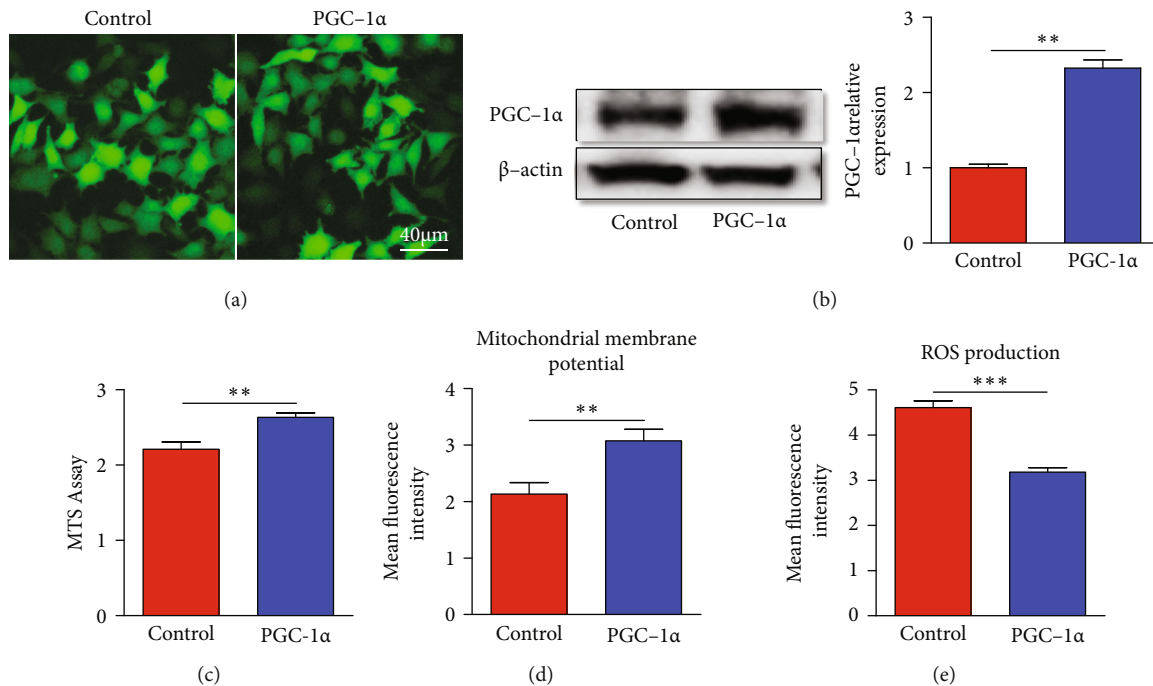 Control
PGC–1α
40μm
(a)
PGC–1α
β–actin
Control
PGC–1α
PGC–1αrelative
expression
3
2
1
0
**
Control
PGC-1α
(b)
MTS Assay
3
2
1
0
**
Control
PGC-1α
(c)
Mitochondrial membrane
potential
Mean fluorescence
intensity
4
3
2
1
0
**
Control
PGC–1α
(d)
ROS production
Mean fluorescence
intensity
5
4
3
2
1
0
***
Control
PGC–1α
(e)